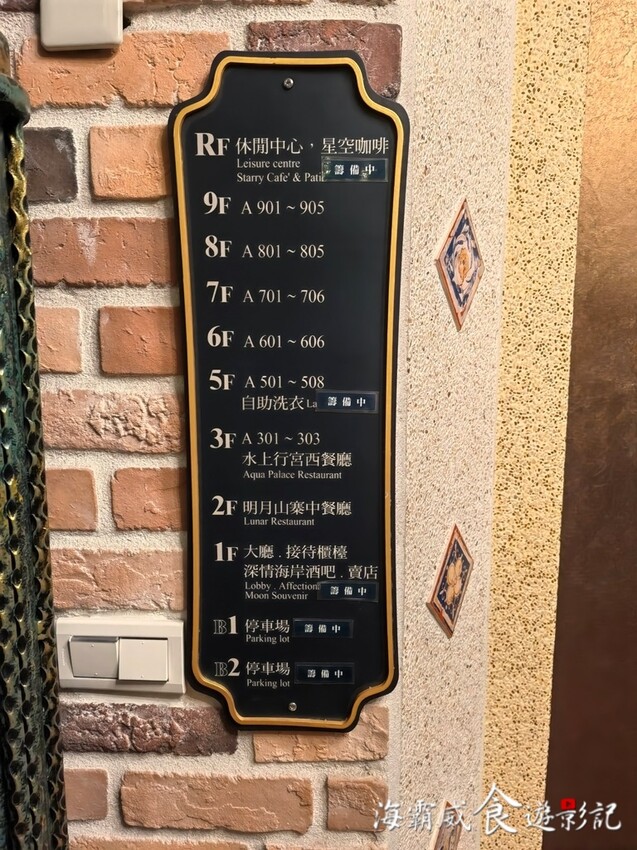 RF 休閒中心,星空咖啡
Leisure centre
Starry Cafe' & Pati
籌備中
9F A 901 ~ 905
8F A 801 ~ 805
7F A 701 ~ 706
6F A 601 ~ 606
5F A 501 ~ 508
自助洗衣 La
籌備中
3F A 301 ~ 303
水上行宮西餐廳
Aqua Palace Restaurant
2F 明月山寨中餐廳
Lunar Restaurant
1F 大廳 . 接待櫃檯
深情海岸酒吧 . 賣店
Lobby . Affection
Moon Souvenir
籌備中
B1 停車場 籌備中
Parking lot
B2 停車場 籌備中
Parking lot
海霸威食遊影記